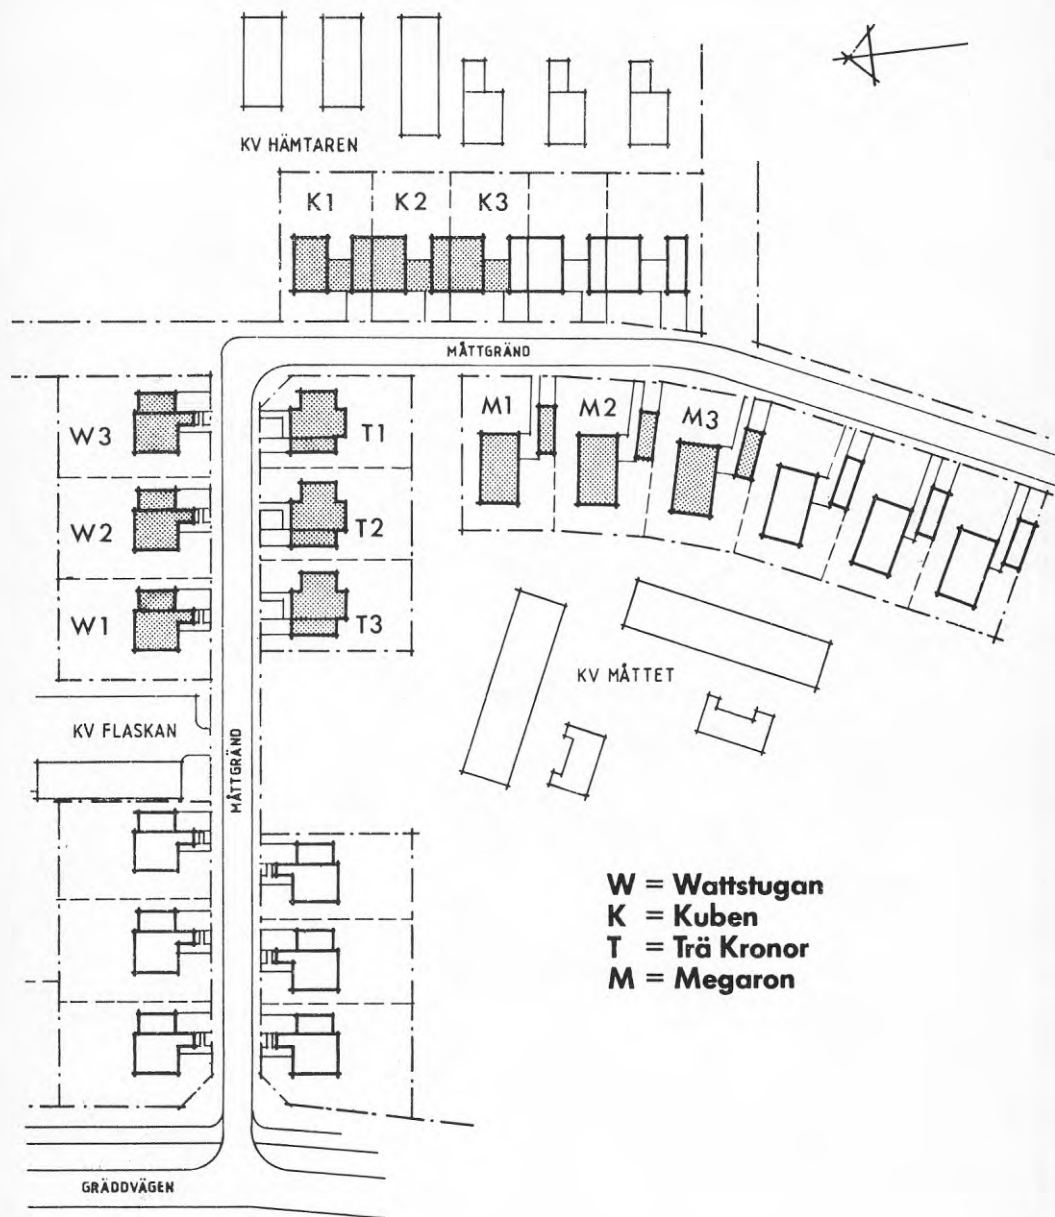 KV HÄMTAREN
K1 K2 K3
MÅTTGRÄND
W3 T1 M1 M2 M3
W2 T2
W1 T3
KV MÅTTET
KV FLASKAN
MÅTTGRÄND
W = Wattstugan
K = Kuben
T = Trä Kronor
M = Megaron
GRÄDDVÄGEN